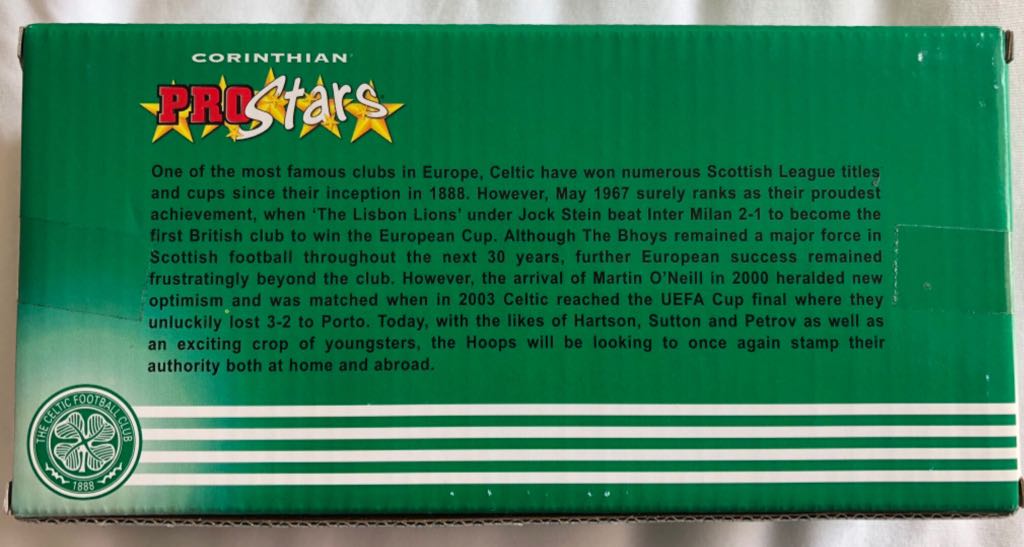 CORINTHIAN
PROStars
One of the most famous clubs in Europe, Celtic have won numerous Scottish League titles
and cups since their inception in 1888. However, May 1967 surely ranks as their proudest
achievement, when ‘The Lisbon Lions’ under Jock Stein beat Inter Milan 2-1 to become the
first British club to win the European Cup. Although The Bhoys remained a major force in
Scottish football throughout the next 30 years, further European success remained
frustratingly beyond the club. However, the arrival of Martin O’Neill in 2000 heralded new
optimism and was matched when in 2003 Celtic reached the UEFA Cup final where they
unluckily lost 3-2 to Porto. Today, with the likes of Hartson, Sutton and Petrov as well as
an exciting crop of youngsters, the Hoops will be looking to once again stamp their
authority both at home and abroad.
THE CELTIC FOOTBALL CLUB
1888